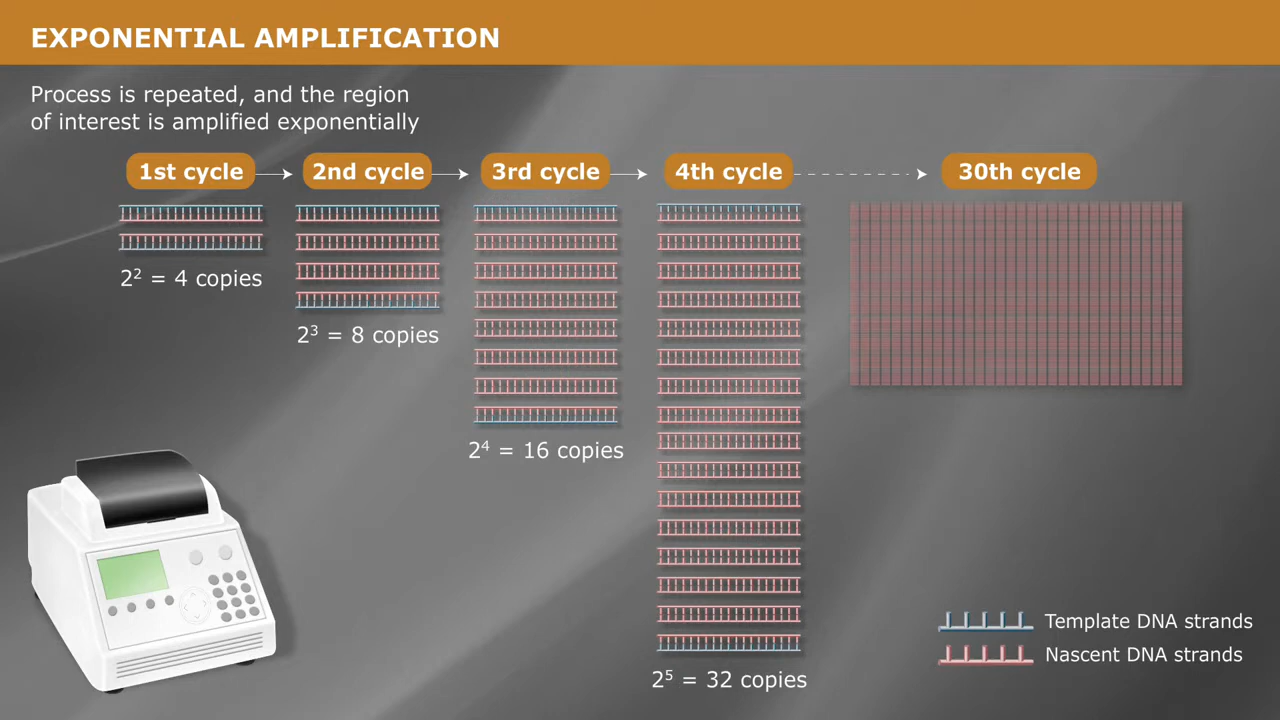 EXPONENTIAL AMPLIFICATION
Process is repeated, and the region
of interest is amplified exponentially
1st cycle
2nd cycle
3rd cycle
4th cycle
30th cycle
2² = 4 copies
2³ = 8 copies
2⁴ = 16 copies
2⁵ = 32 copies
Template DNA strands
Nascent DNA strands